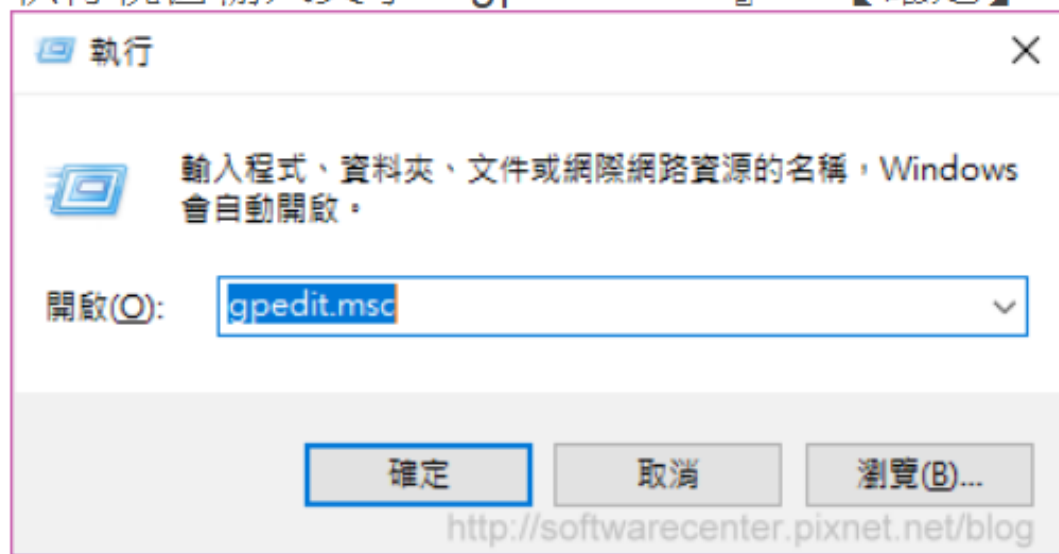 執行
輸入程式、資料夾、文件或網際網路資源的名稱，Windows
會自動開啟。
開啟(O):
gpedit.msc
確定
取消
瀏覽(B)...
http://softwarecenter.pixnet.net/blog